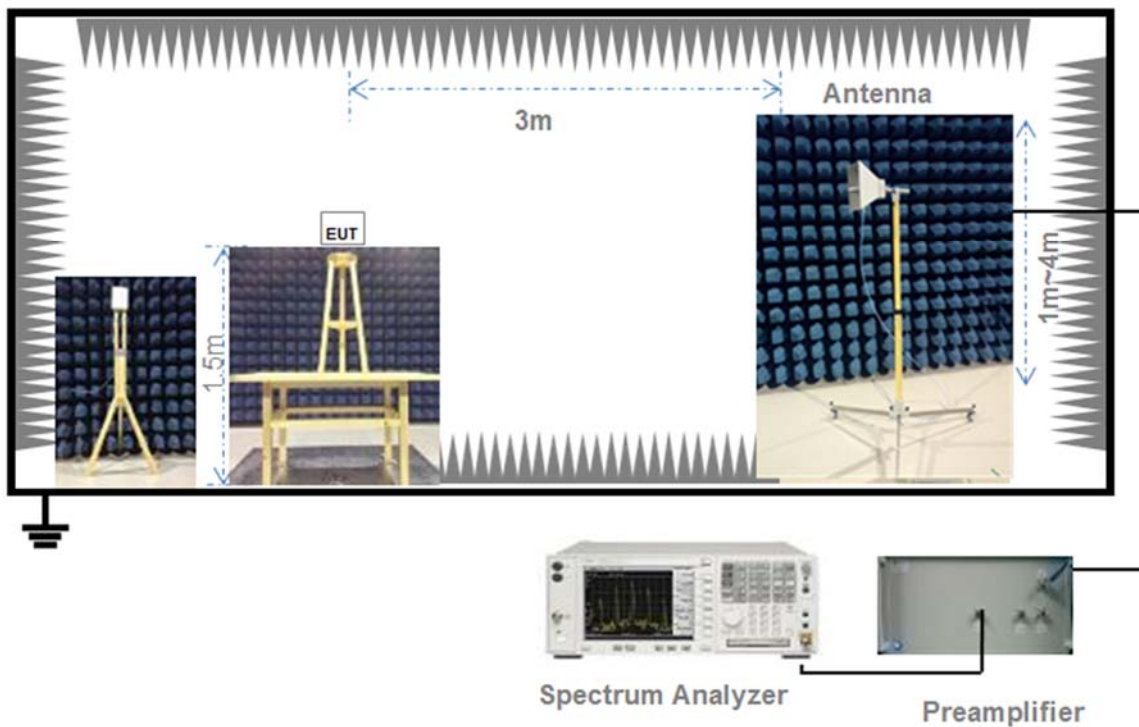 Antenna
3m
EUT
1.5m
1m~4m
Spectrum Analyzer
Preamplifier